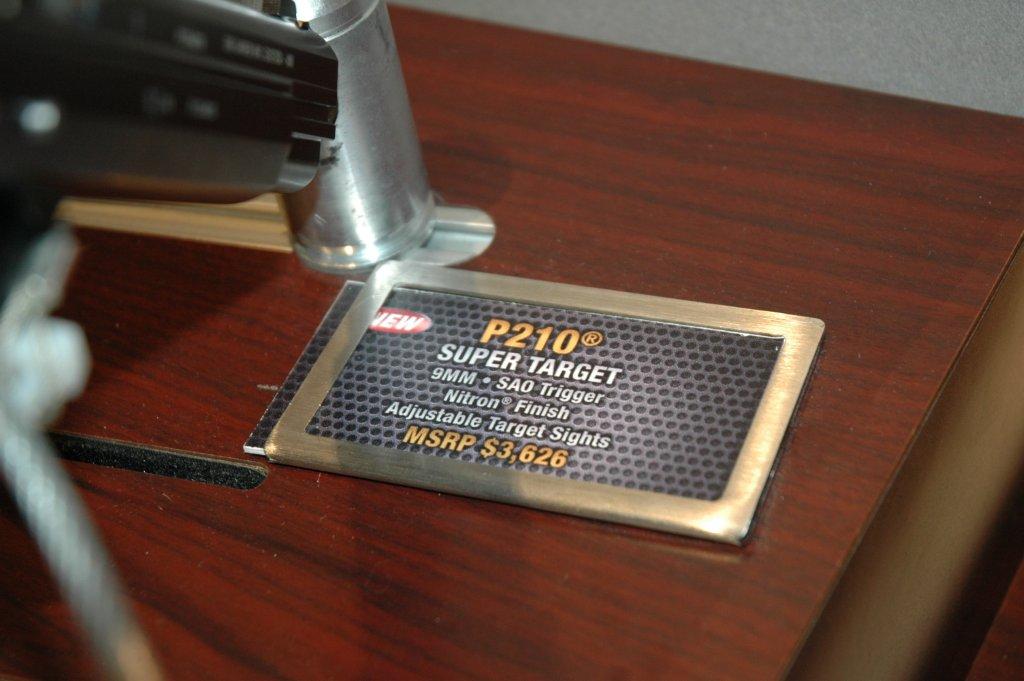 NEW
P210®
SUPER TARGET
9MM • SAO Trigger
Nitron® Finish
Adjustable Target Sights
MSRP $3,626